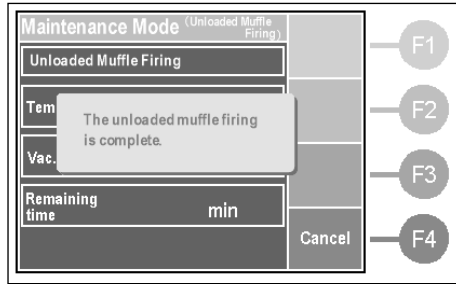 Maintenance Mode (Unloaded Muffle Firing)
F1
Unloaded Muffle Firing
Tem
F2
The unloaded muffle firing
is complete.
Vac.
F3
Remaining
time min
Cancel
F4